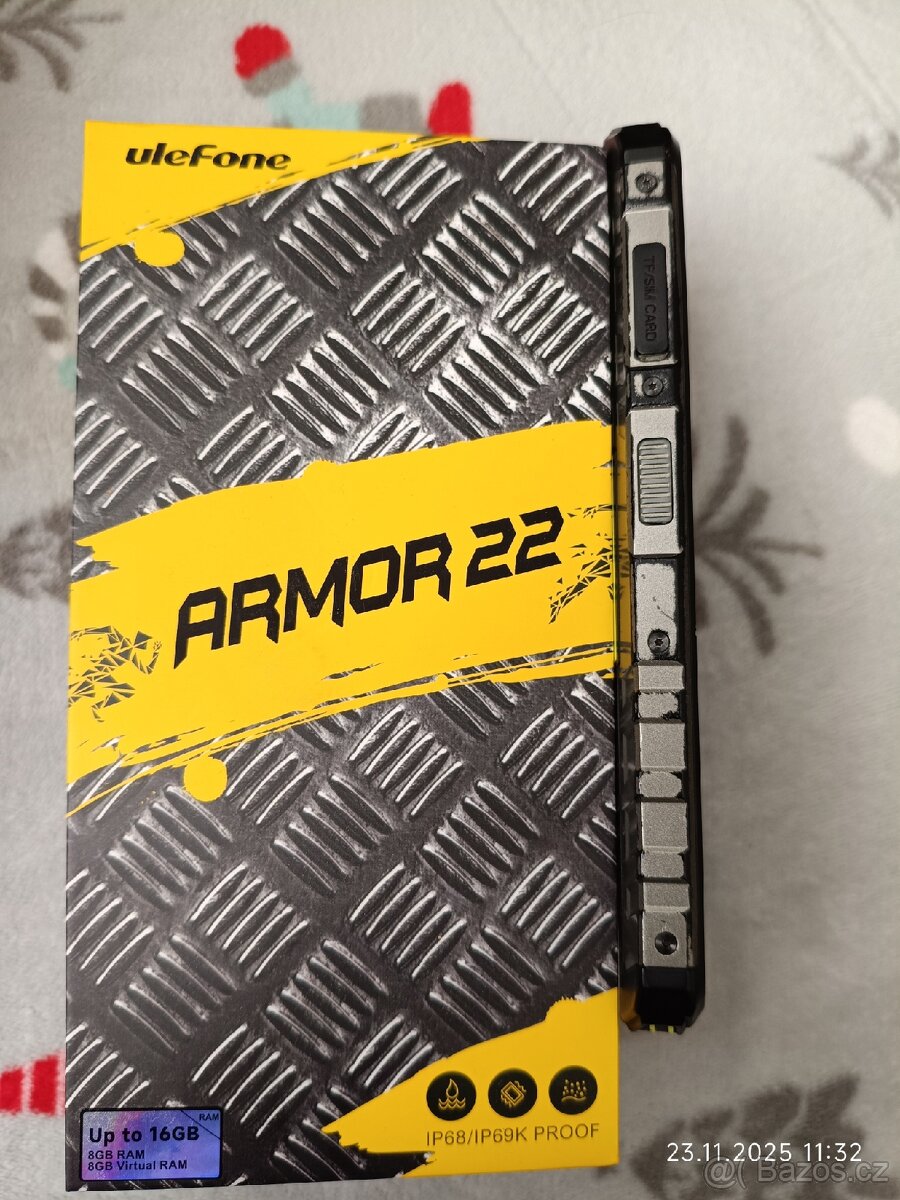 uleFone
TF/SIM CARD
ARMOR 22
RAM
Up to 16GB
8GB RAM
8GB Virtual RAM
IP68/IP69K PROOF
23.11.2025 11:32
@ Bazos.cz